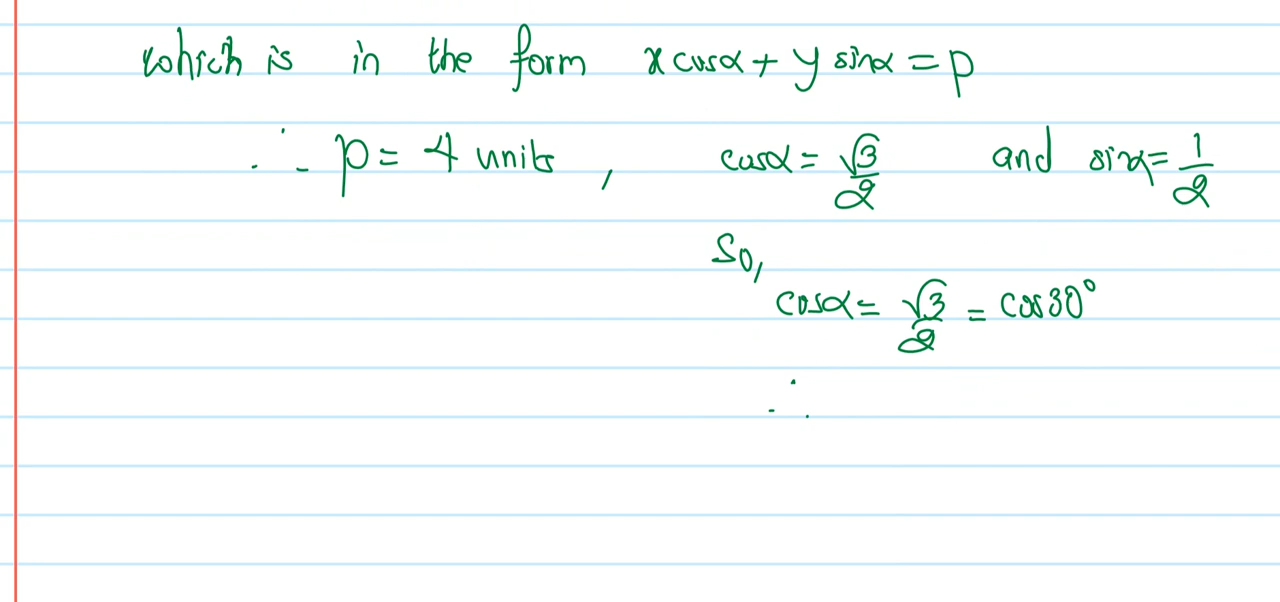 which is in the form x cosα + y sinα = p
∴ p = 4 units, cosα = √3/2 and sinα = 1/2
So,
cosα = √3/2 = cos30°
∴